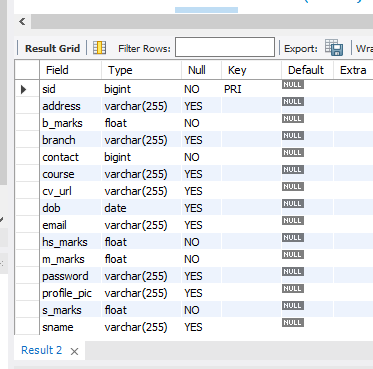 Result Grid Filter Rows: Export: Wra
Field Type Null Key Default Extra
sid bigint NO PRI NULL
address varchar(255) YES NULL
b_marks float NO NULL
branch varchar(255) YES NULL
contact bigint NO NULL
course varchar(255) YES NULL
cv_url varchar(255) YES NULL
dob date YES NULL
email varchar(255) YES NULL
hs_marks float NO NULL
m_marks float NO NULL
password varchar(255) YES NULL
profile_pic varchar(255) YES NULL
s_marks float NO NULL
sname varchar(255) YES NULL
Result 2